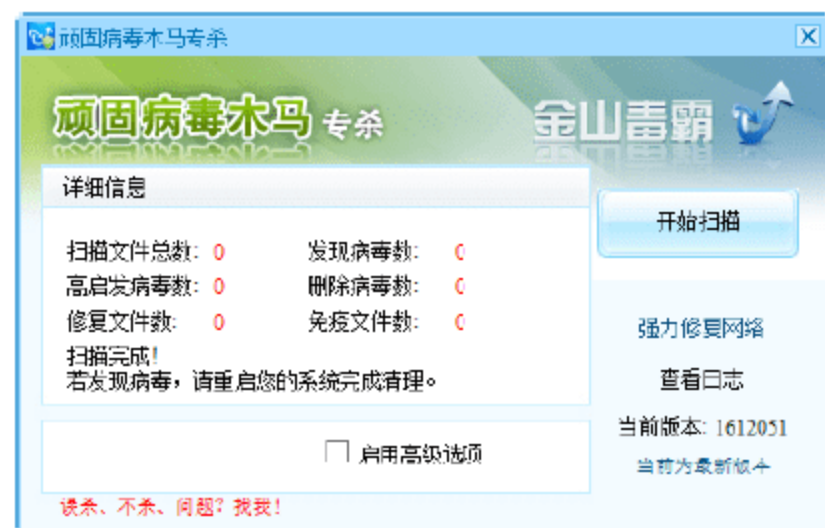 顽固病毒木马专杀
顽固病毒木马 专杀
金山毒霸
详细信息
扫描文件总数: 0 发现病毒数: 0
高启发病毒数: 0 删除病毒数: 0
修复文件数: 0 免疫文件数: 0
扫描完成!
若发现病毒，请重启您的系统完成清理。
启用高级选项
误杀、不杀、问题? 找我!
开始扫描
强力修复网络
查看日志
当前版本: 1612051
当前为最新版本